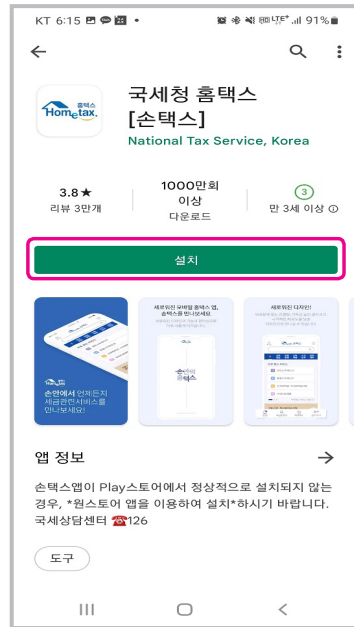 KT 6:15
LTE+ 91%
홈택스
Hometax.
국세청 홈택스
[손택스]
National Tax Service, Korea
3.8★
리뷰 3만개
1000만회
이상
다운로드
3
만 3세 이상
설치
손안에서 언제든지
세금관련서비스를
만나보세요!
새로워진 모바일 홈택스 앱,
손택스를 만나보세요
손안의
홈택스
새로워진 디자인!
앱 정보
손택스앱이 Play스토어에서 정상적으로 설치되지 않는
경우, *원스토어 앱을 이용하여 설치*하시기 바랍니다.
국세상담센터 ☎126
도구